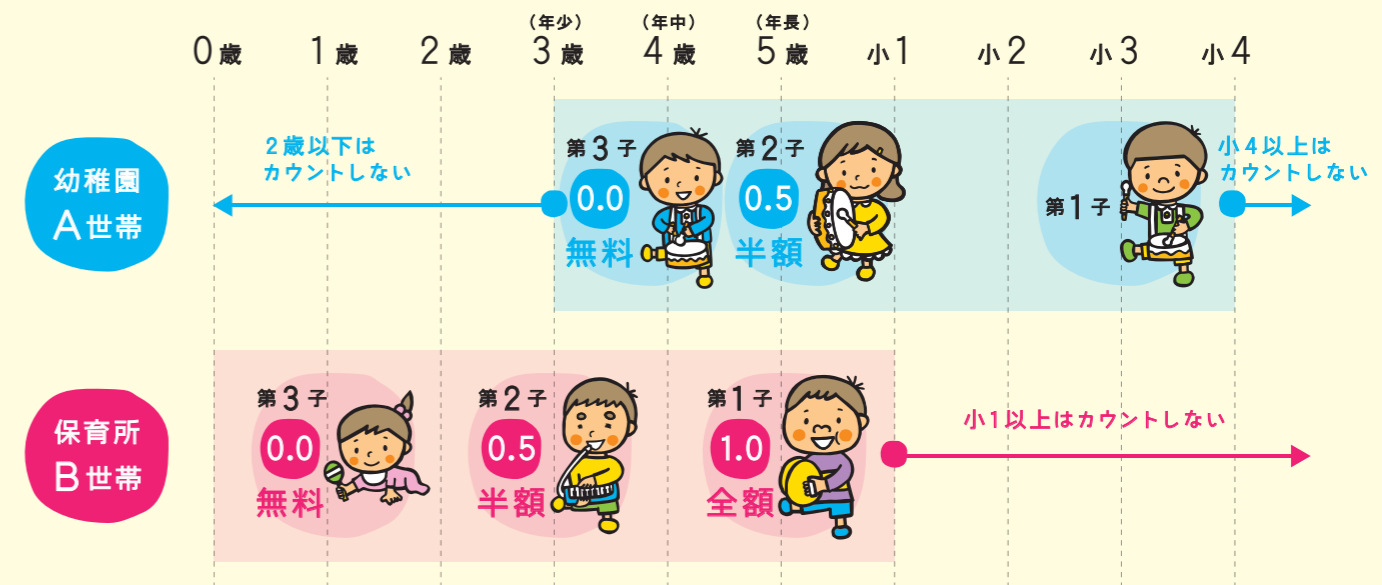 (年少) (年中) (年長)
0歳 1歳 2歳 3歳 4歳 5歳 小1 小2 小3 小4
幼稚園
A世帯
2歳以下は
カウントしない
第3子
0.0
無料
第2子
0.5
半額
第1子
小4以上は
カウントしない
保育所
B世帯
第3子
0.0
無料
第2子
0.5
半額
第1子
1.0
全額
小1以上はカウントしない